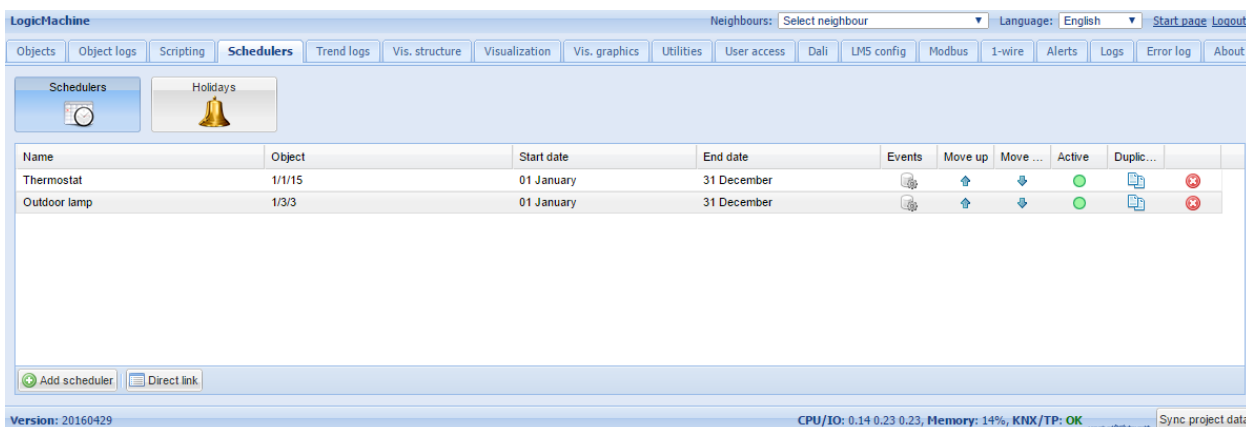 LogicMachine Neighbours: Select neighbour Language: English Start page Logout
Objects Object logs Scripting Schedulers Trend logs Vis. structure Visualization Vis. graphics Utilities User access Dali LM5 config Modbus 1-wire Alerts Logs Error log About
Schedulers Holidays
Name Object Start date End date Events Move up Move ... Active Duplic...
Thermostat 1/1/15 01 January 31 December
Outdoor lamp 1/3/3 01 January 31 December
Add scheduler Direct link
Version: 20160429 CPU/IO: 0.14 0.23 0.23, Memory: 14%, KNX/TP: OK Sync project data